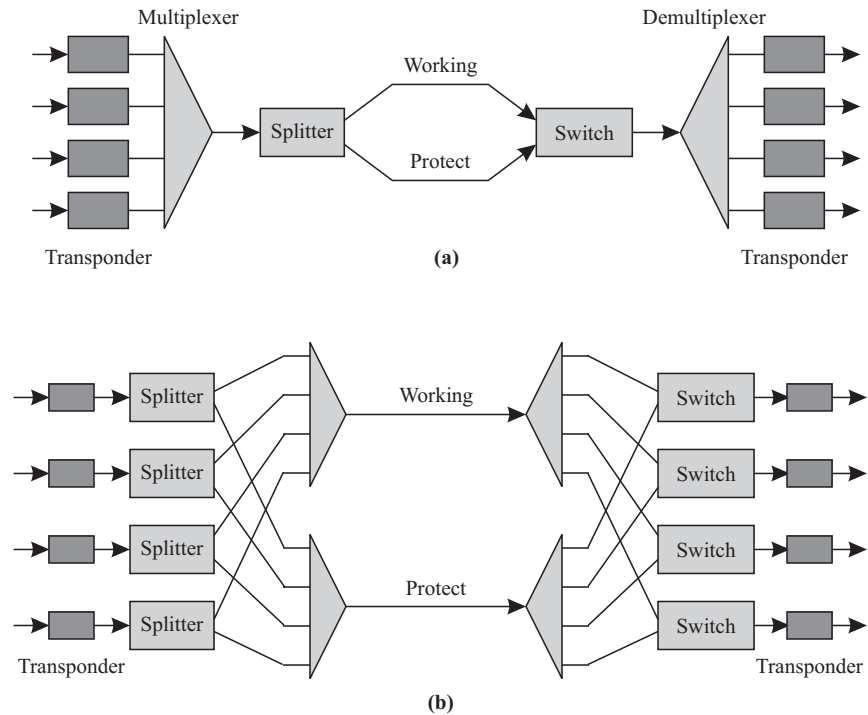 Multiplexer
Demultiplexer
Working
Splitter
Switch
Protect
Transponder
Transponder
(a)
Splitter
Working
Switch
Splitter
Switch
Splitter
Switch
Splitter
Protect
Switch
Transponder
Transponder
(b)